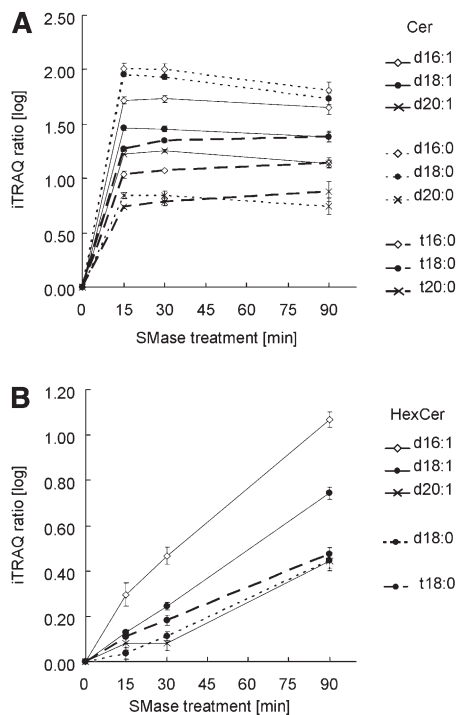 A
Cer
2.50
2.00
1.50
1.00
0.50
0.00
iTRAQ ratio [log]
0 15 30 45 60 75 90
SMase treatment [min]
d16:1
d18:1
d20:1
d16:0
d18:0
d20:0
t16:0
t18:0
t20:0
B
HexCer
1.20
1.00
0.80
0.60
0.40
0.20
0.00
iTRAQ ratio [log]
0 15 30 45 60 75 90
SMase treatment [min]
d16:1
d18:1
d20:1
d18:0
t18:0